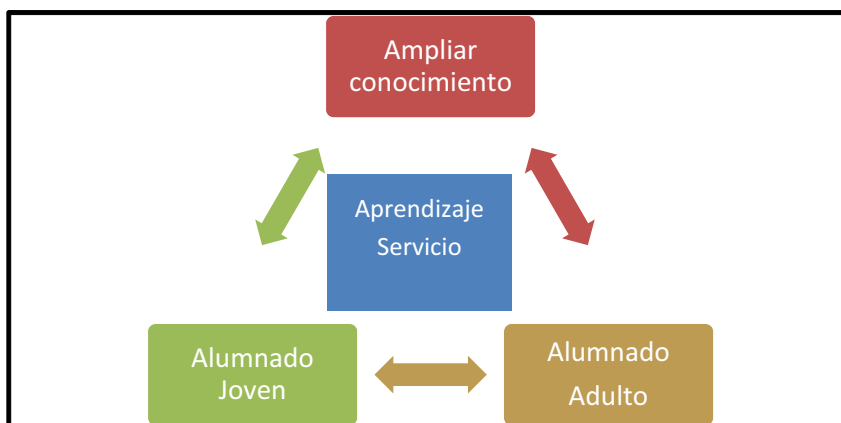 Ampliar
conocimiento
Aprendizaje
Servicio
Alumnado
Joven
Alumnado
Adulto